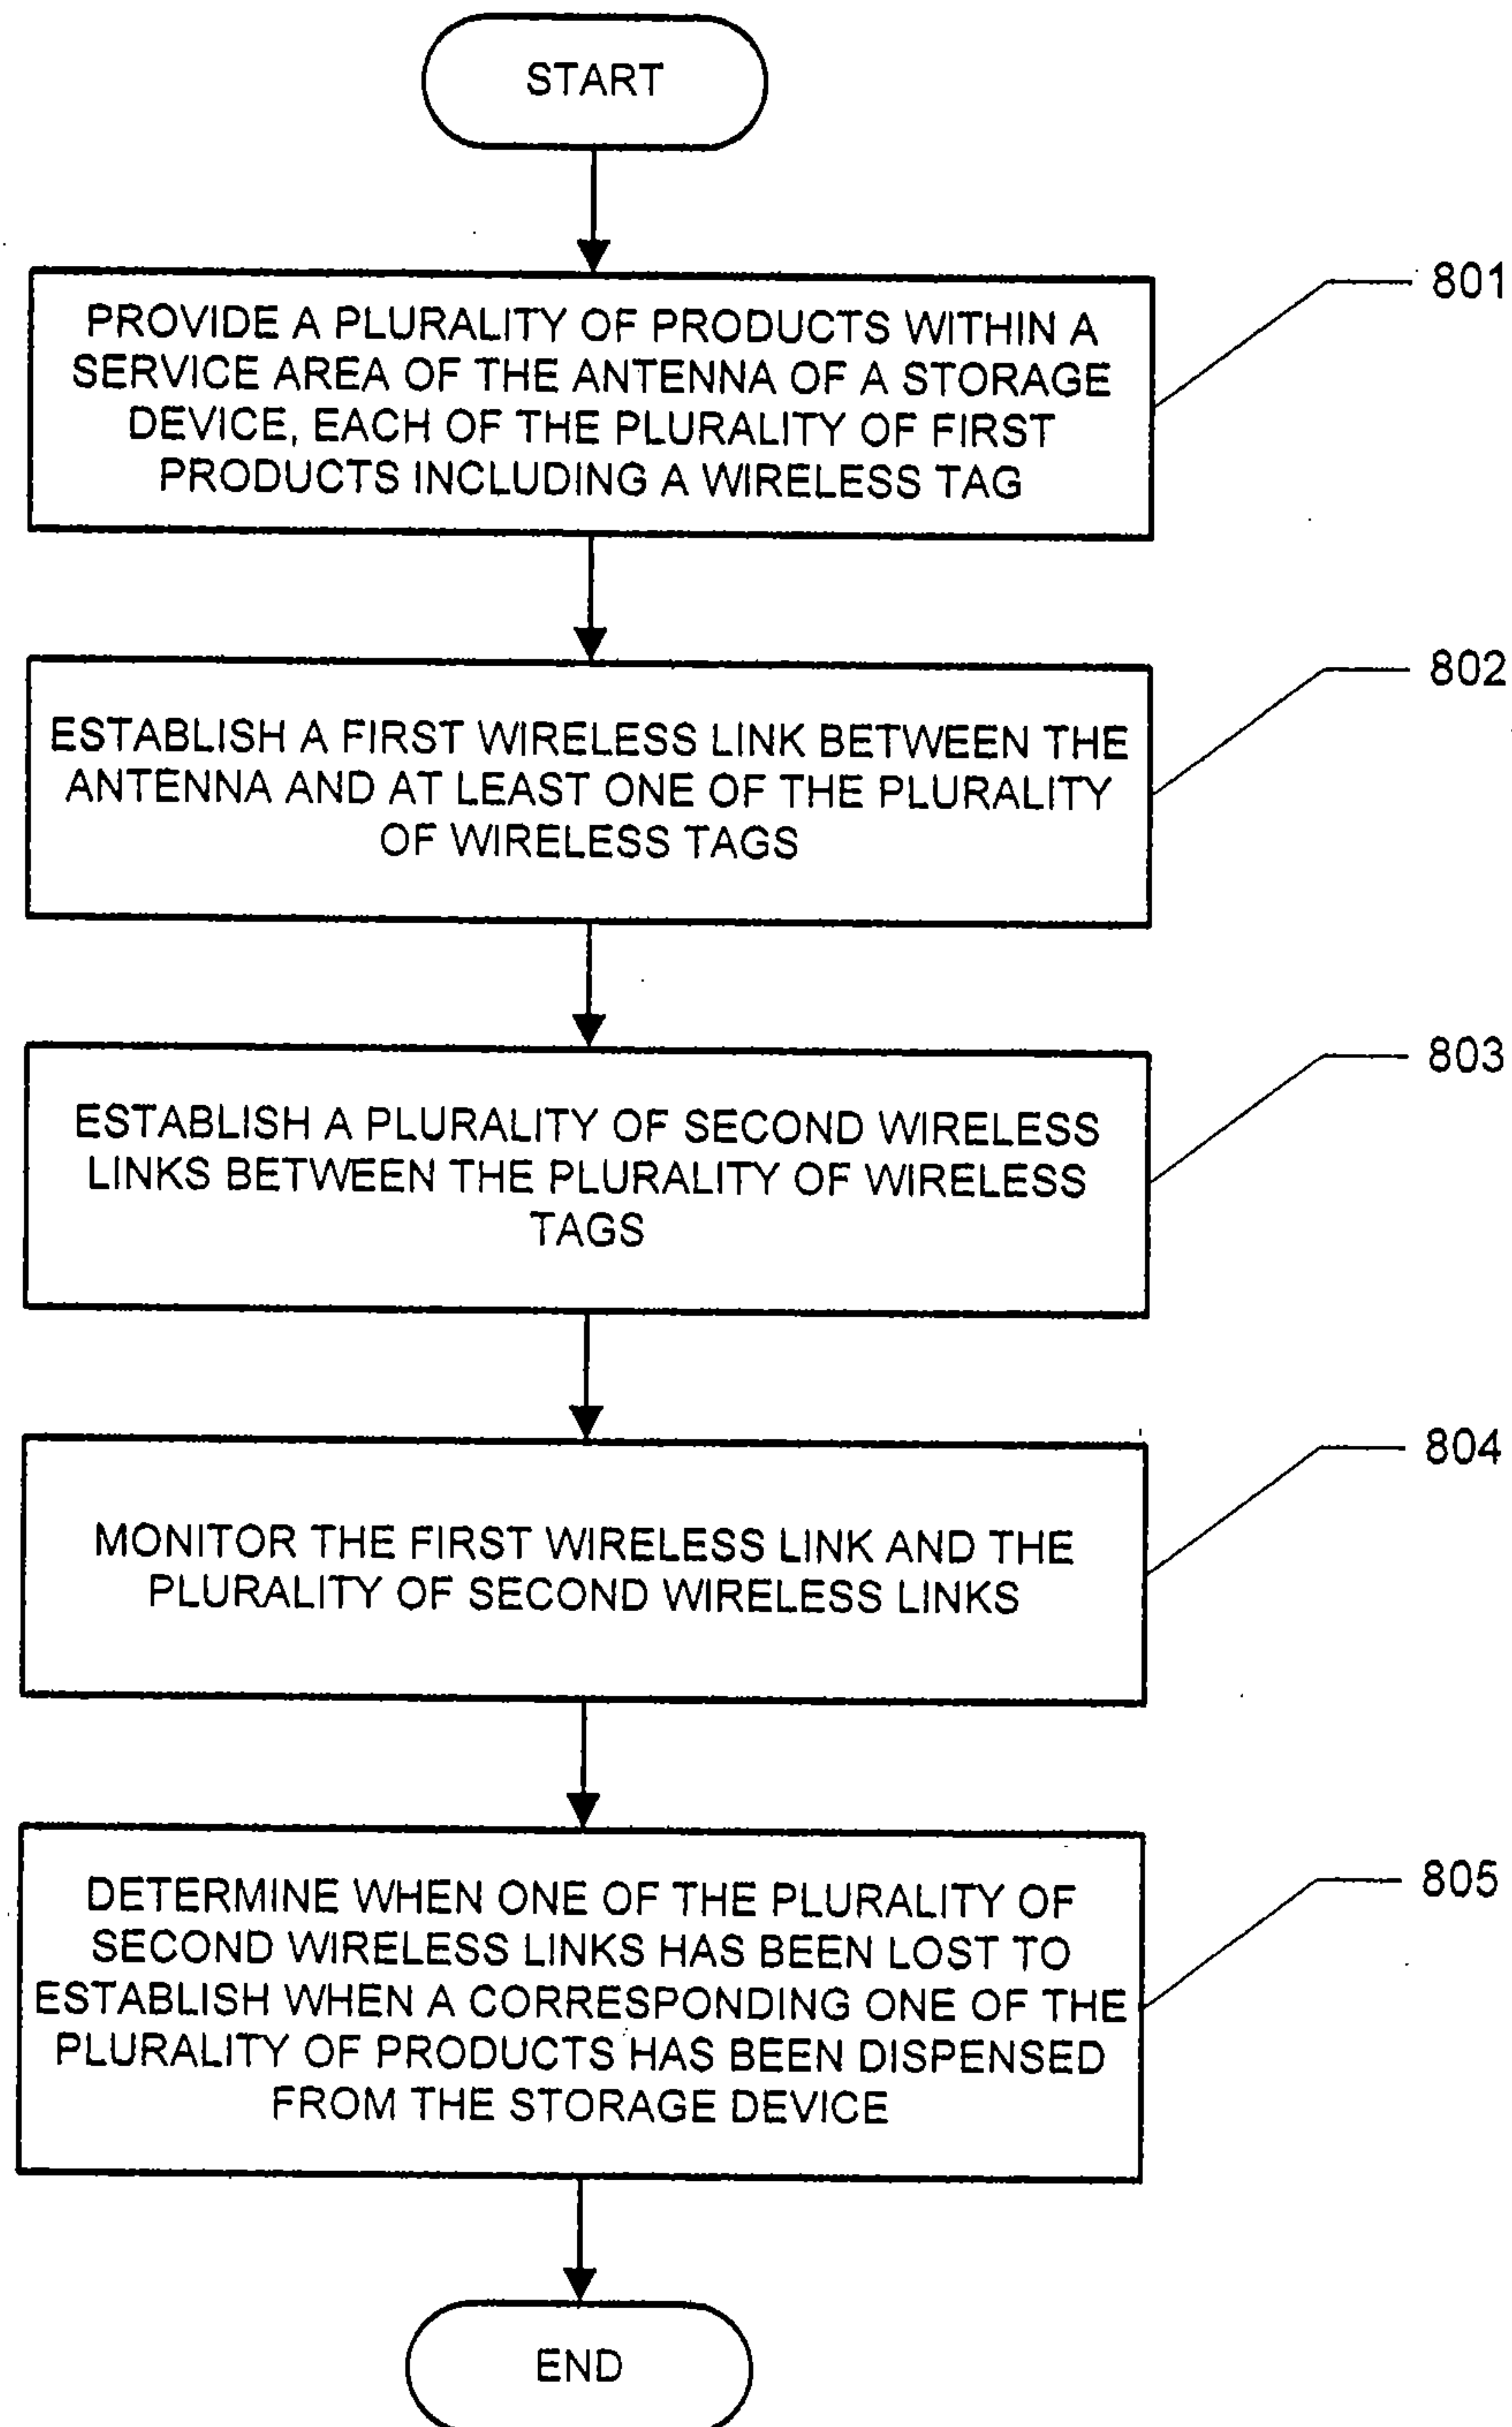 START
PROVIDE A PLURALITY OF PRODUCTS WITHIN A
SERVICE AREA OF THE ANTENNA OF A STORAGE
DEVICE, EACH OF THE PLURALITY OF FIRST
PRODUCTS INCLUDING A WIRELESS TAG
801
ESTABLISH A FIRST WIRELESS LINK BETWEEN THE
ANTENNA AND AT LEAST ONE OF THE PLURALITY
OF WIRELESS TAGS
802
ESTABLISH A PLURALITY OF SECOND WIRELESS
LINKS BETWEEN THE PLURALITY OF WIRELESS
TAGS
803
MONITOR THE FIRST WIRELESS LINK AND THE
PLURALITY OF SECOND WIRELESS LINKS
804
DETERMINE WHEN ONE OF THE PLURALITY OF
SECOND WIRELESS LINKS HAS BEEN LOST TO
ESTABLISH WHEN A CORRESPONDING ONE OF THE
PLURALITY OF PRODUCTS HAS BEEN DISPENSED
FROM THE STORAGE DEVICE
805
END